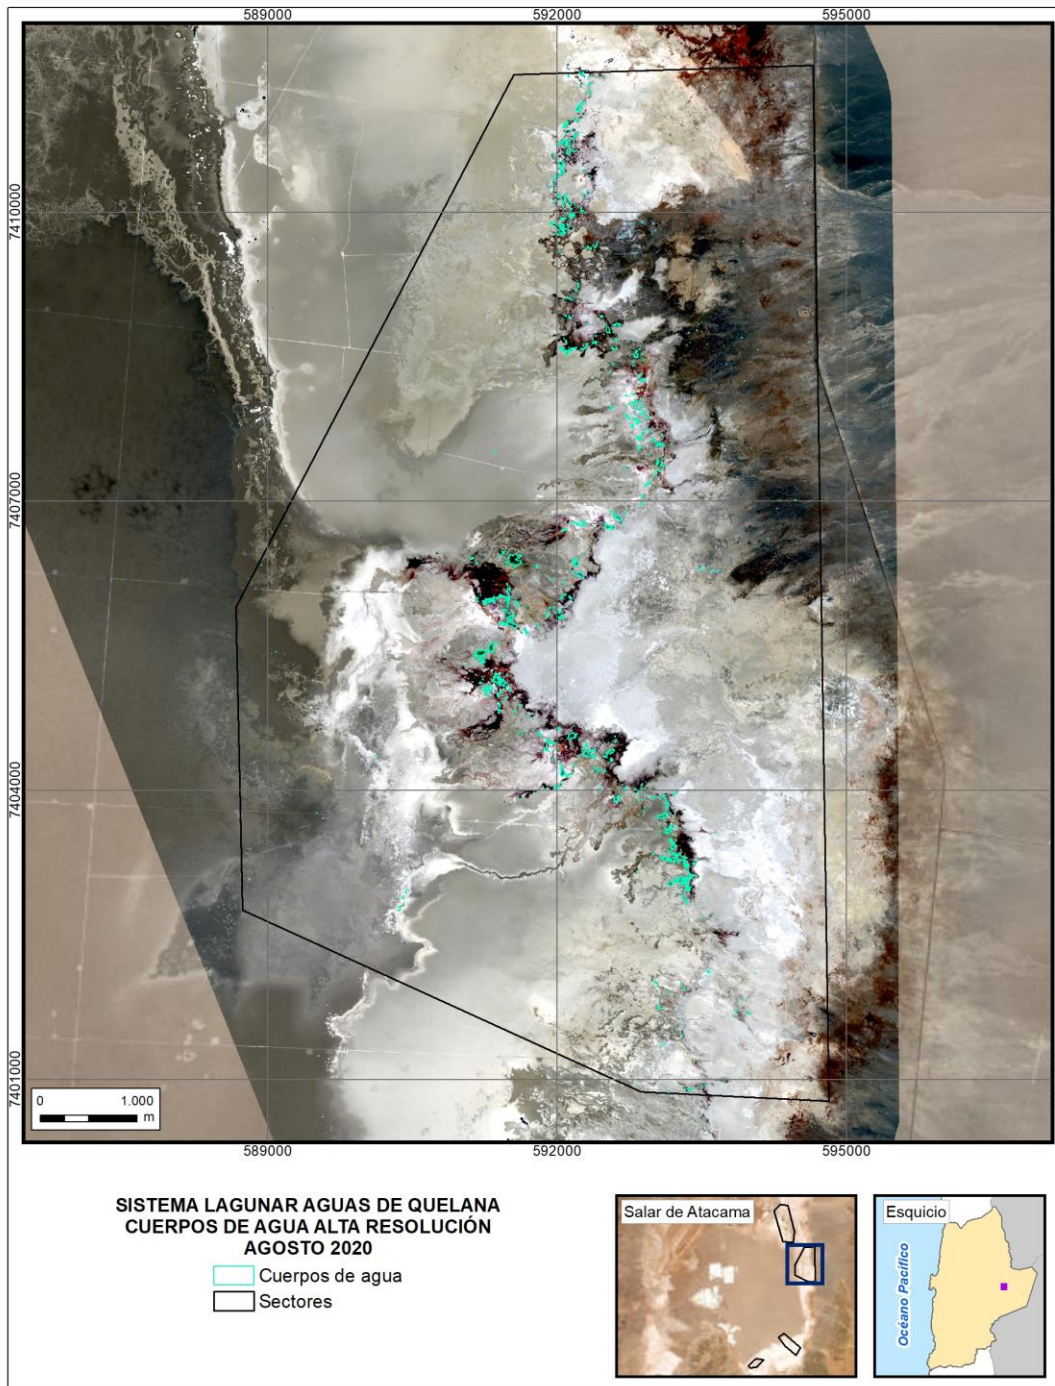 589000
592000
595000
7410000
7407000
7404000
7401000
0
1.000
m
589000
592000
595000
SISTEMA LAGUNAR AGUAS DE QUELANA
CUERPOS DE AGUA ALTA RESOLUCIÓN
AGOSTO 2020
Cuerpos de agua
Sectores
Salar de Atacama
Esquicio
Océano Pacífico